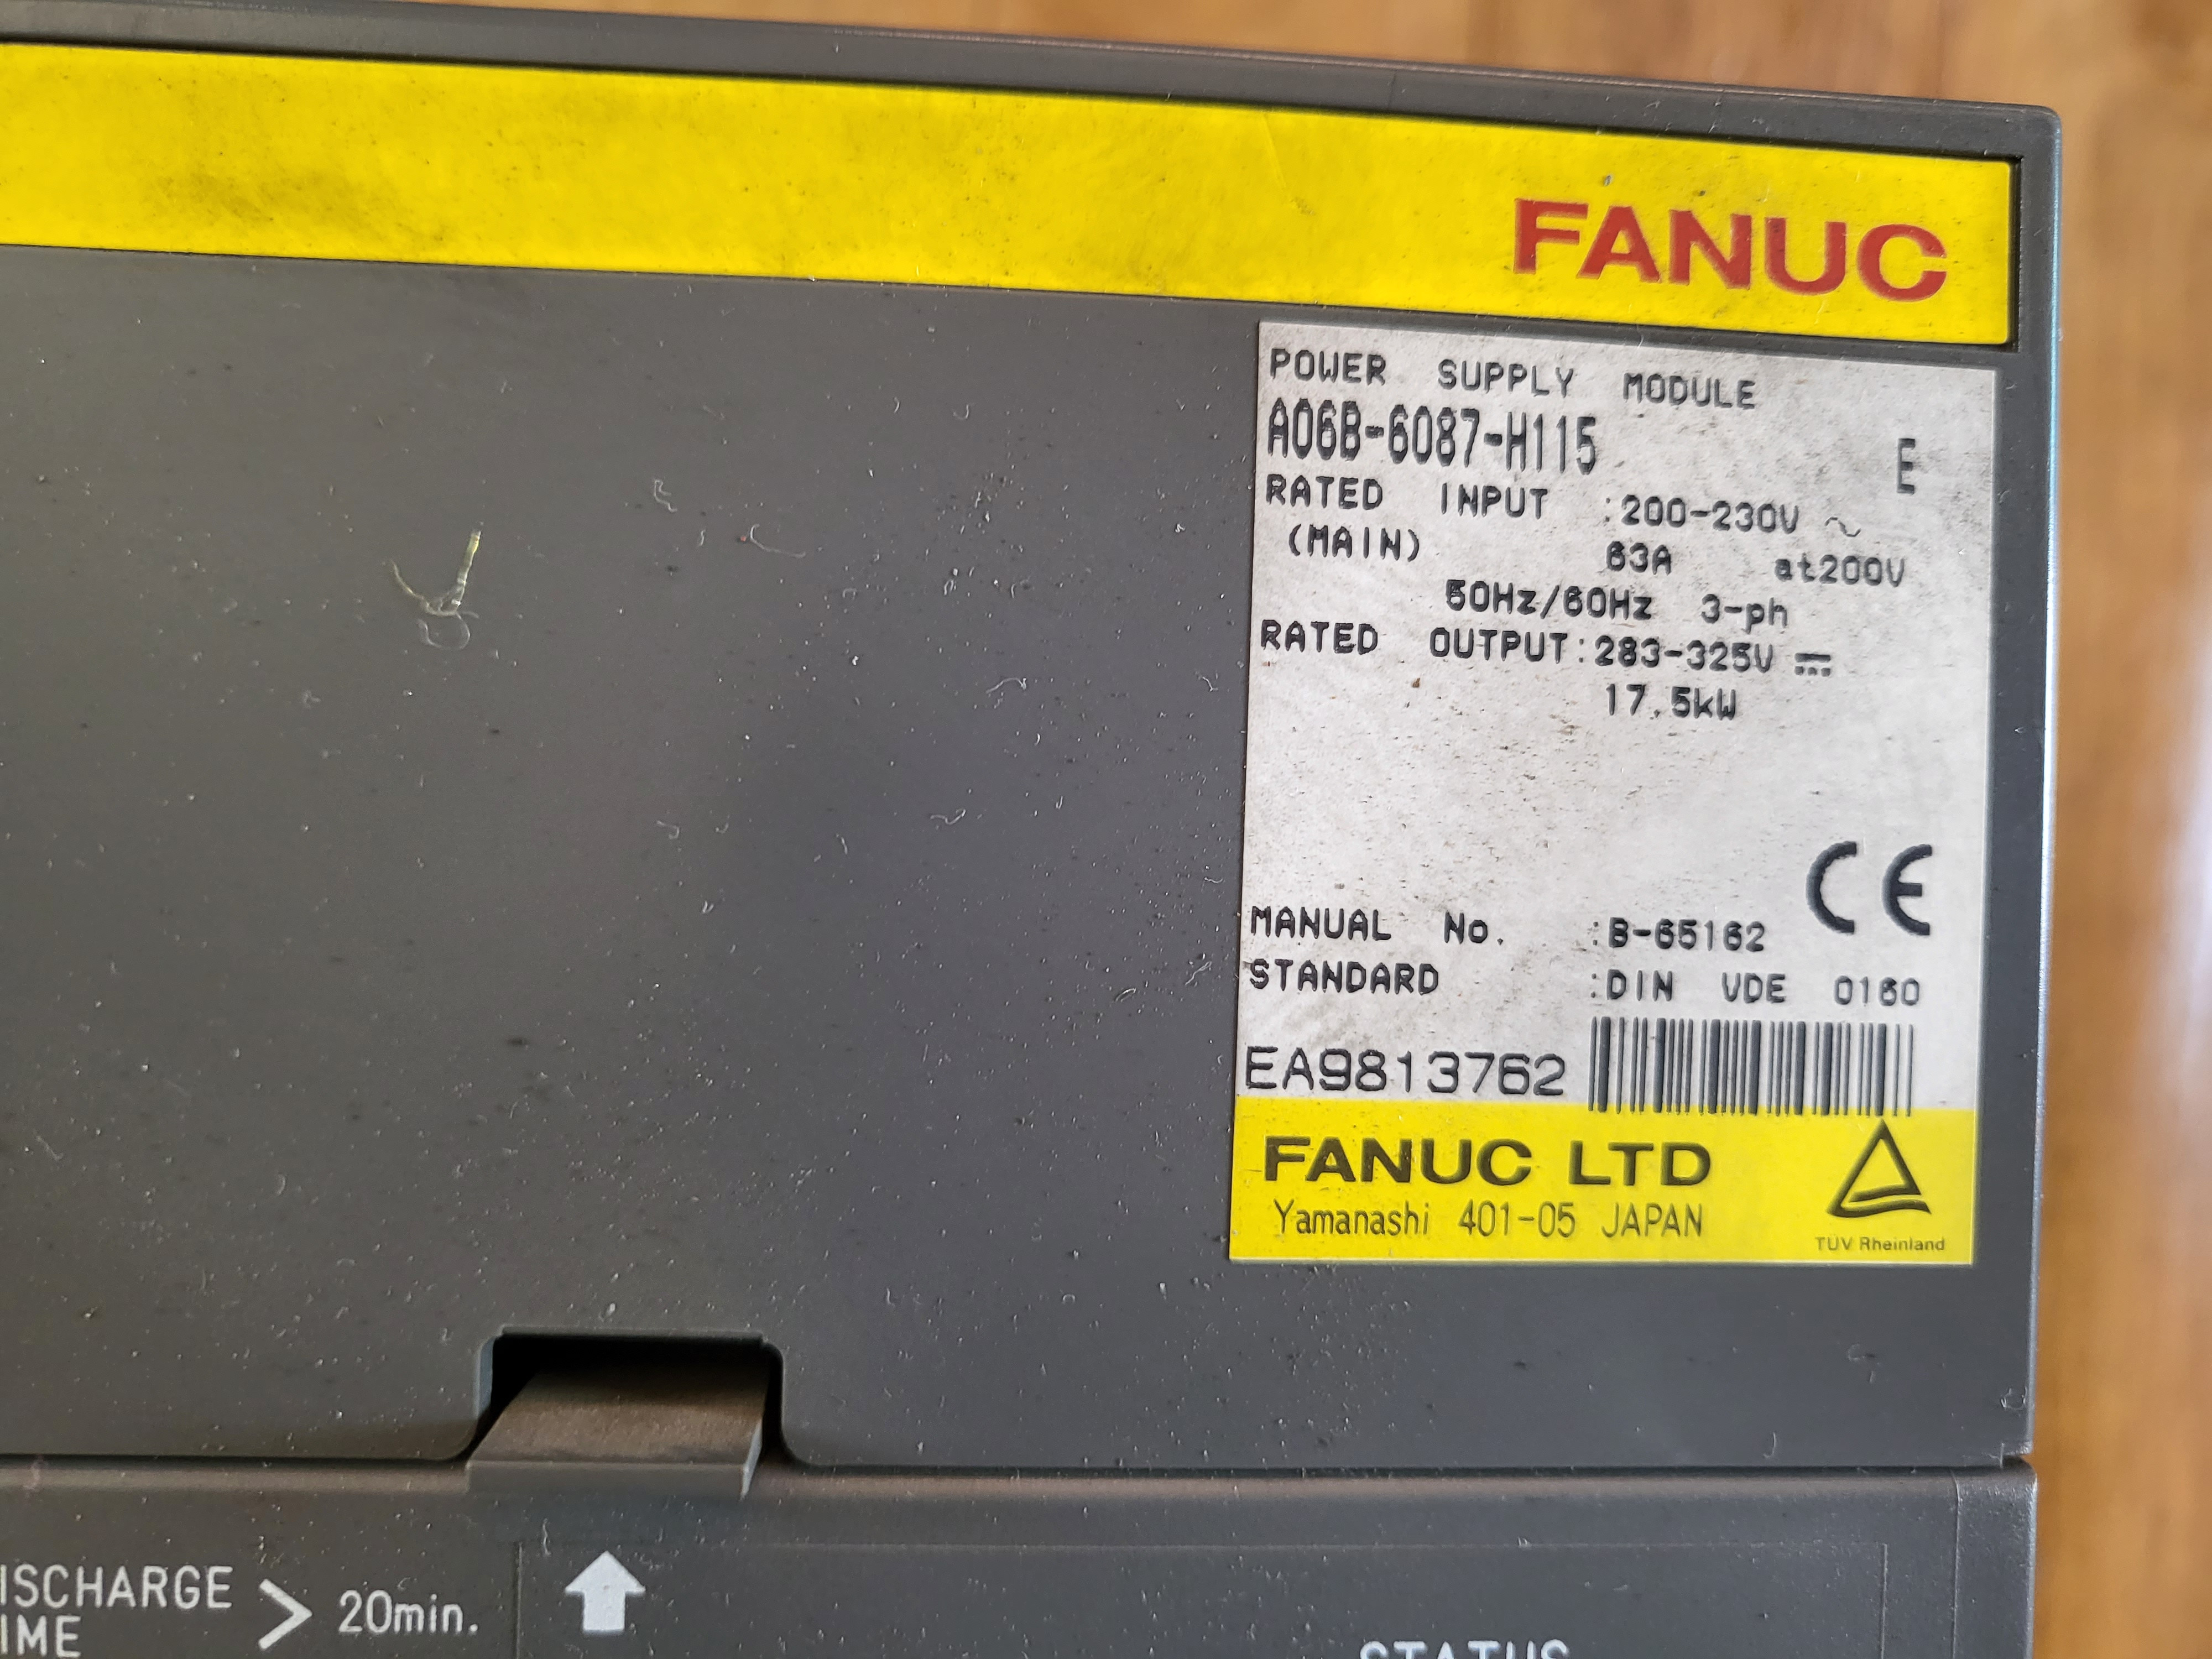 FANUC
POWER SUPPLY MODULE
A06B-6087-H115 E
RATED INPUT :200-230V ~
(MAIN) 63A at200V
50Hz/60Hz 3-ph
RATED OUTPUT:283-325V ⎓
17.5kW
CE
MANUAL No. :B-65162
STANDARD :DIN VDE 0160
EA9813762
FANUC LTD
Yamanashi 401-05 JAPAN
TUV Rheinland
ISCHARGE
IME
> 20min.
STATUS